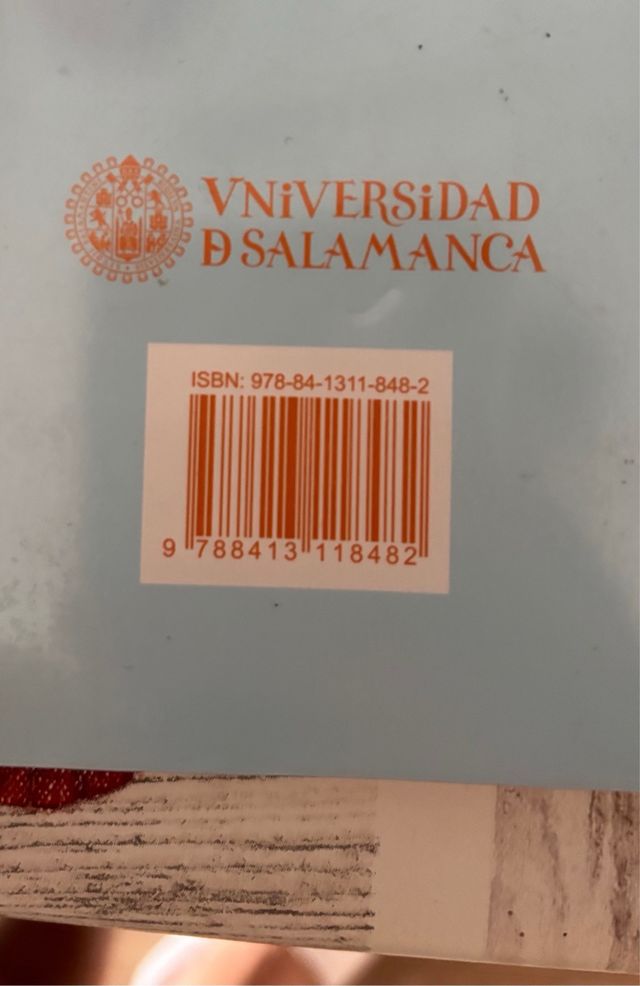 VNiVERSiDAD
Ð SALAMANCA
ISBN: 978-84-1311-848-2
9 788413 118482